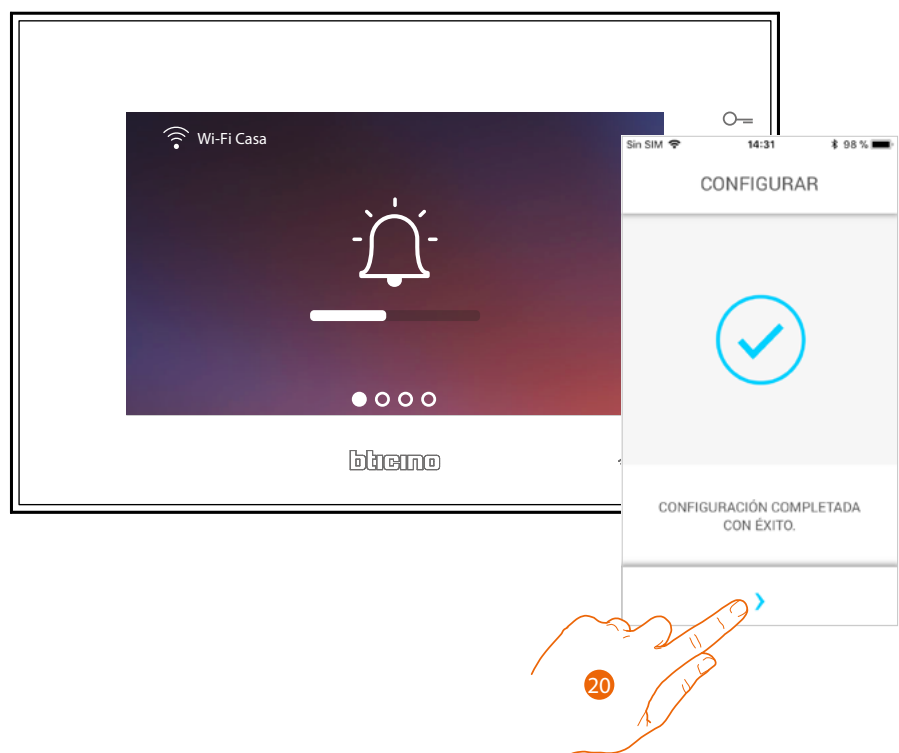 Wi-Fi Casa
bticino
Sin SIM 14:31 98 %
CONFIGURAR
CONFIGURACIÓN COMPLETADA
CON ÉXITO.
20